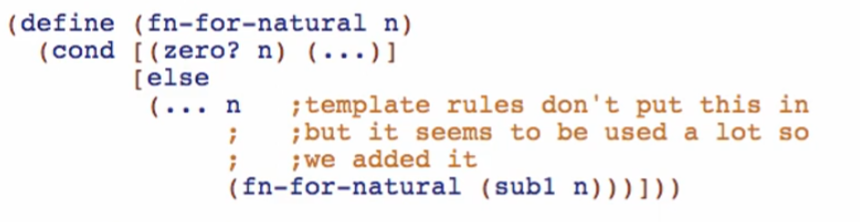 (define (fn-for-natural n)
(cond [(zero? n) (...)]
[else
(... n ;template rules don't put this in
; ;but it seems to be used a lot so
; ;we added it
(fn-for-natural (sub1 n)))]))